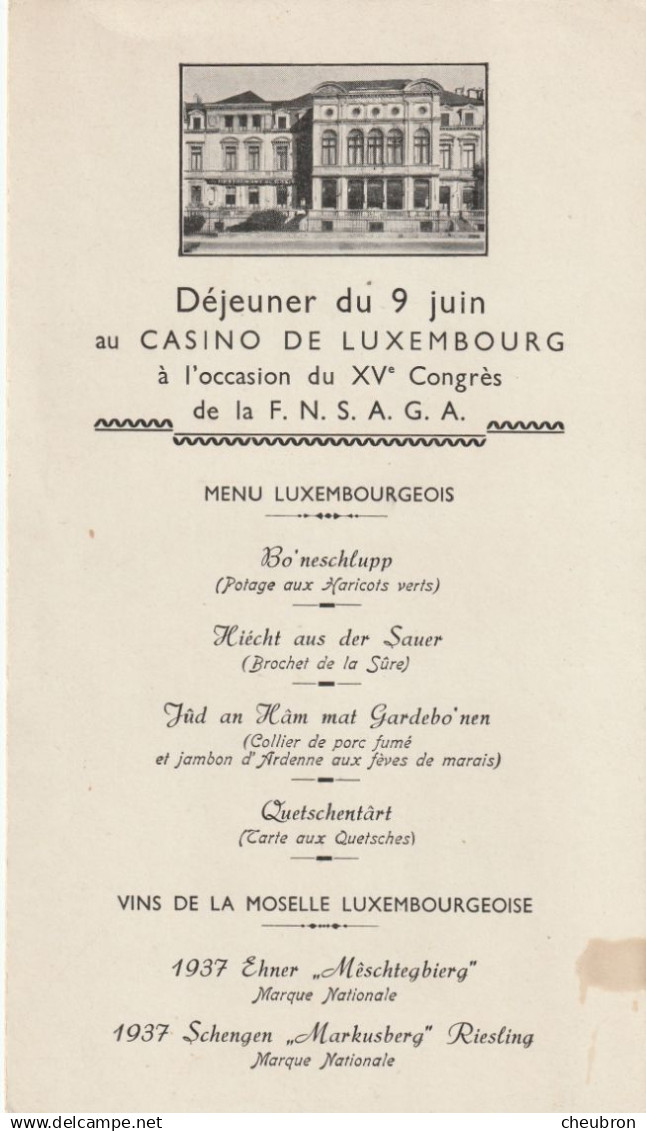 Déjeuner du 9 juin
au CASINO DE LUXEMBOURG
à l'occasion du XVe Congrès
de la F. N. S. A. G. A.
MENU LUXEMBOURGEOIS
Bo'neschlupp
(Potage aux Haricots verts)
Hiécht aus der Sauer
(Brochet de la Sûre)
Jûd an Hâm mat Gardebo'nen
(Collier de porc fumé
et jambon d'Ardenne aux fèves de marais)
Quetschentârt
(Tarte aux Quetsches)
VINS DE LA MOSELLE LUXEMBOURGEOISE
1937 Ehner „Mêschtegbierg"
Marque Nationale
1937 Schengen „Markusberg" Riesling
Marque Nationale
cheubron